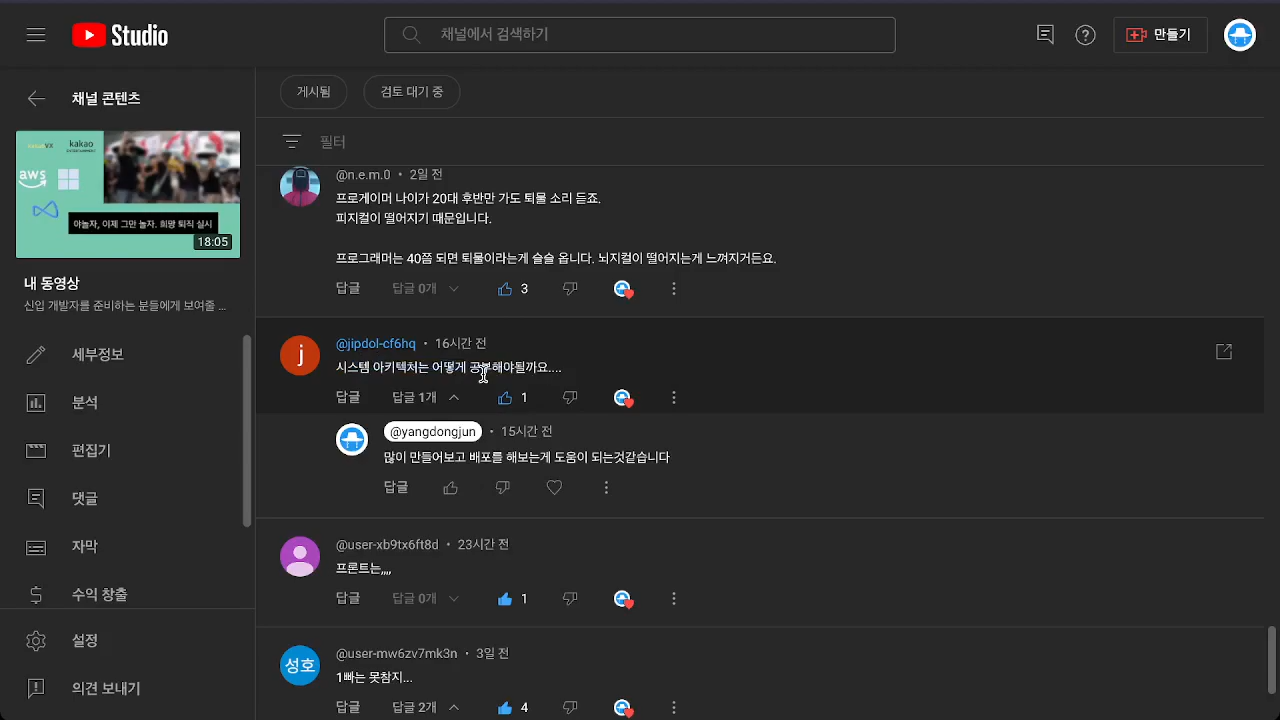 Studio
채널에서 검색하기
만들기
채널 콘텐츠
kakaoVX
kakao
aws
야놀자, 이제 그만 놀자. 희망 퇴직 실시
18:05
내 동영상
신입 개발자를 준비하는 분들에게 보여줄 ...
세부정보
분석
편집기
댓글
자막
수익 창출
설정
의견 보내기
게시됨
검토 대기 중
필터
@n.e.m.0 • 2일 전
프로게이머 나이가 20대 후반만 가도 퇴물 소리 듣죠.
피지컬이 떨어지기 때문입니다.
프로그래머는 40쯤 되면 퇴물이라는게 슬슬 옵니다. 뇌지컬이 떨어지는게 느껴지거든요.
답글 답글 0개 3
j
@jipdol-cf6hq • 16시간 전
시스템 아키텍처는 어떻게 공부해야될까요....
답글 답글 1개 1
@yangdongjun • 15시간 전
많이 만들어보고 배포를 해보는게 도움이 되는것같습니다
답글
@user-xb9tx6ft8d • 23시간 전
프론트는,,,,
답글 답글 0개 1
성호
@user-mw6zv7mk3n • 3일 전
1빠는 못참지...
답글 답글 2개 4